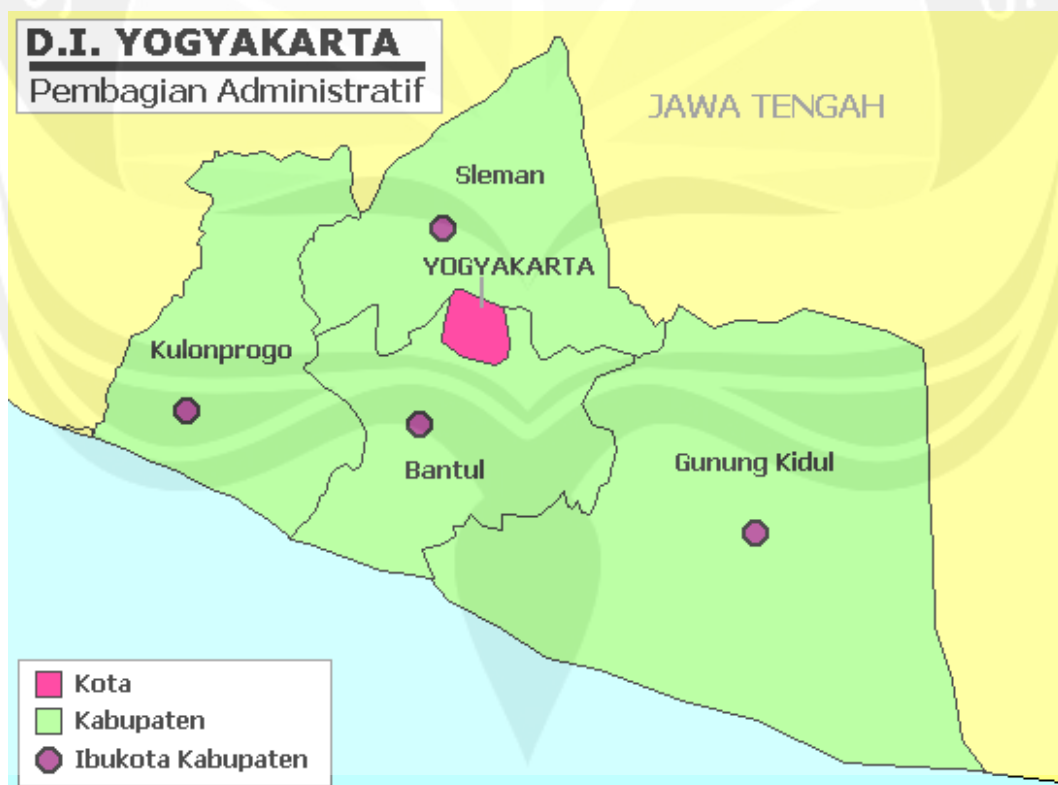 D.I. YOGYAKARTA
Pembagian Administratif
JAWA TENGAH
Sleman
YOGYAKARTA
Kulonprogo
Bantul
Gunung Kidul
Kota
Kabupaten
Ibukota Kabupaten